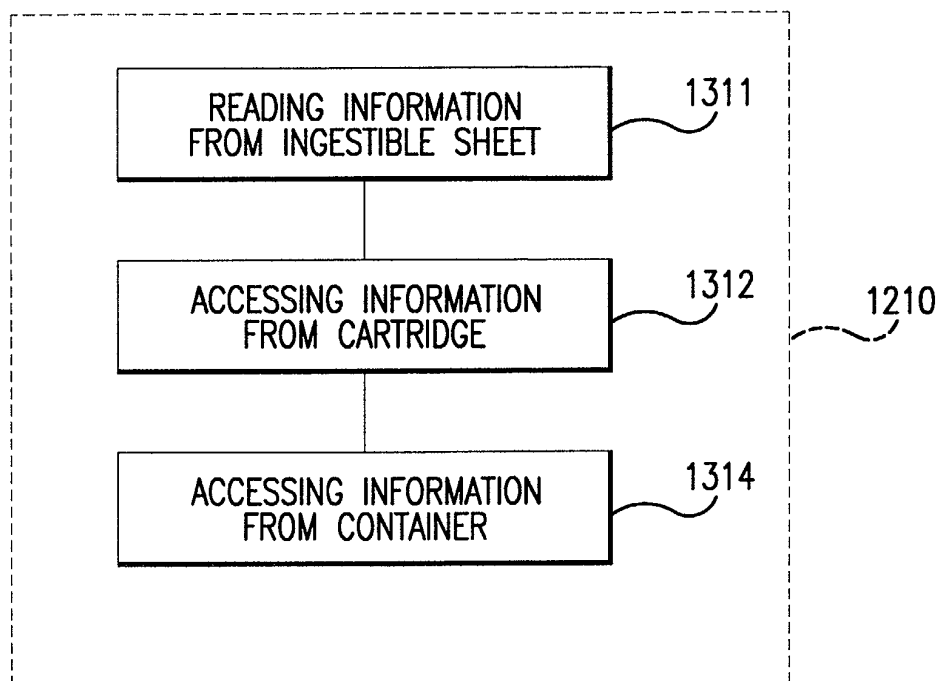 READING INFORMATION
FROM INGESTIBLE SHEET
1311
ACCESSING INFORMATION
FROM CARTRIDGE
1312
1210
ACCESSING INFORMATION
FROM CONTAINER
1314